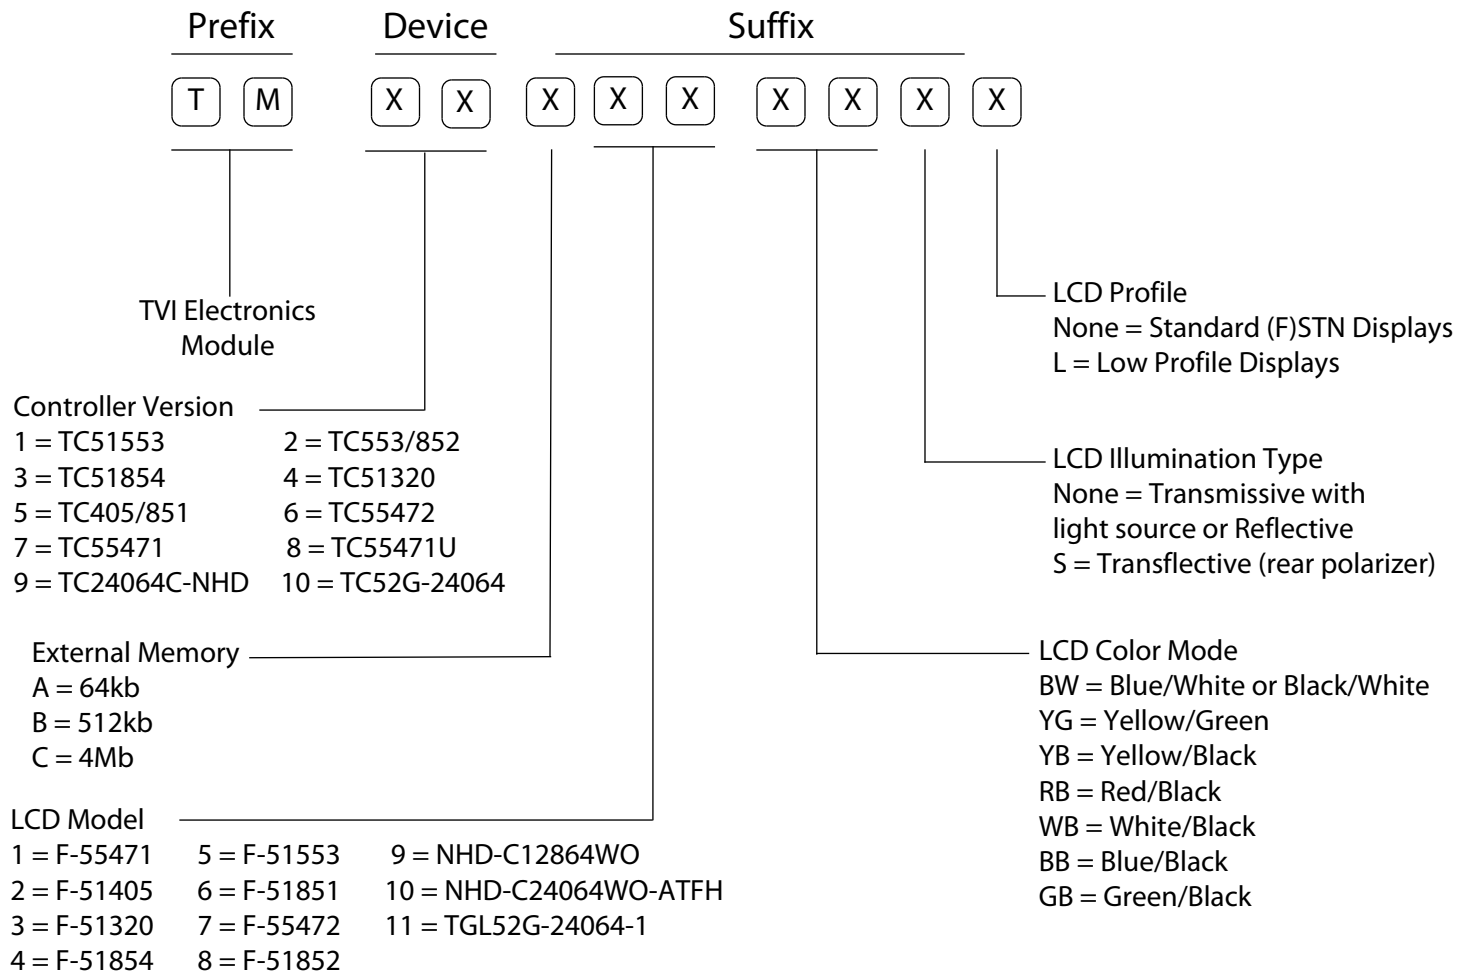 Prefix Device Suffix
T M X X X X X X X X X
TVI Electronics
Module
Controller Version
1 = TC51553 2 = TC553/852
3 = TC51854 4 = TC51320
5 = TC405/851 6 = TC55472
7 = TC55471 8 = TC55471U
9 = TC24064C-NHD 10 = TC52G-24064
External Memory
A = 64kb
B = 512kb
C = 4Mb
LCD Model
1 = F-55471 5 = F-51553 9 = NHD-C12864WO
2 = F-51405 6 = F-51851 10 = NHD-C24064WO-ATFH
3 = F-51320 7 = F-55472 11 = TGL52G-24064-1
4 = F-51854 8 = F-51852
LCD Profile
None = Standard (F)STN Displays
L = Low Profile Displays
LCD Illumination Type
None = Transmissive with
light source or Reflective
S = Transflective (rear polarizer)
LCD Color Mode
BW = Blue/White or Black/White
YG = Yellow/Green
YB = Yellow/Black
RB = Red/Black
WB = White/Black
BB = Blue/Black
GB = Green/Black